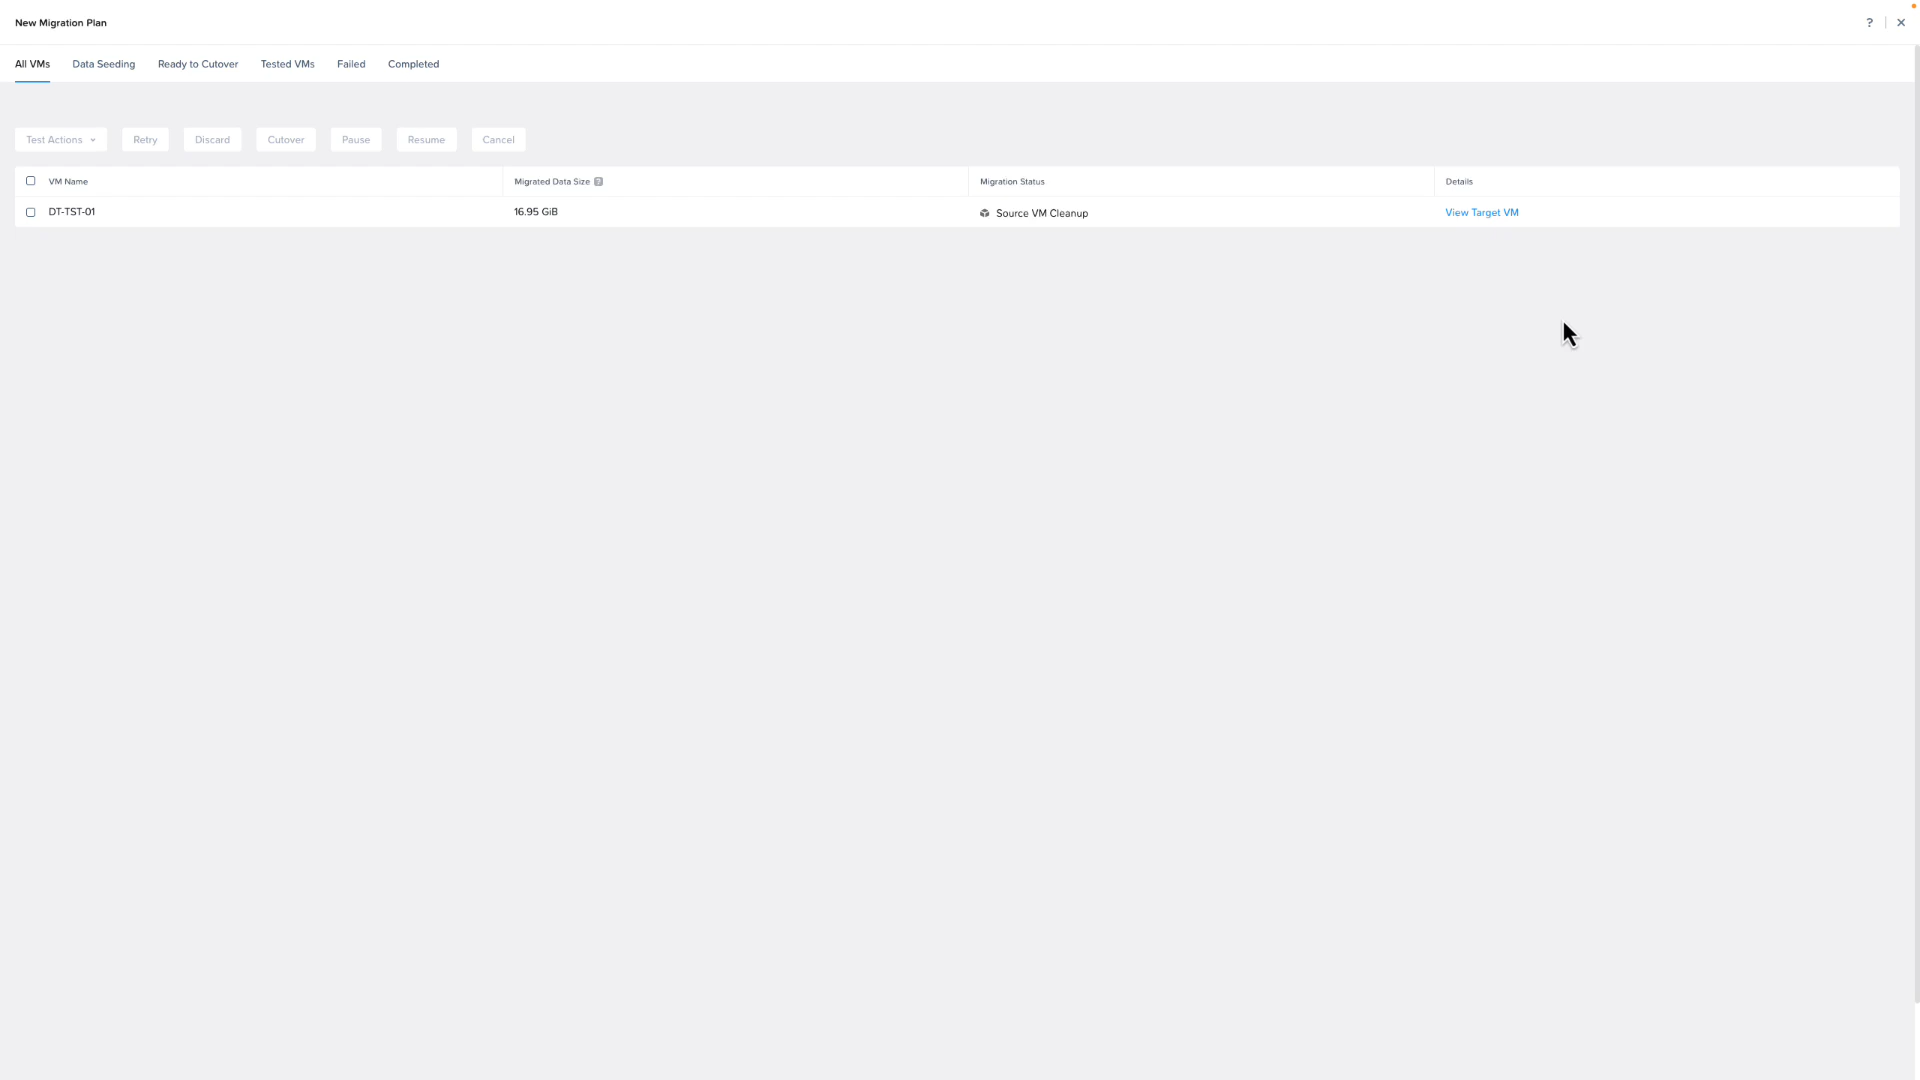 New Migration Plan
?
All VMs Data Seeding Ready to Cutover Tested VMs Failed Completed
Test Actions Retry Discard Cutover Pause Resume Cancel
VM Name Migrated Data Size ? Migration Status Details
DT-TST-01 16.95 GiB Source VM Cleanup View Target VM